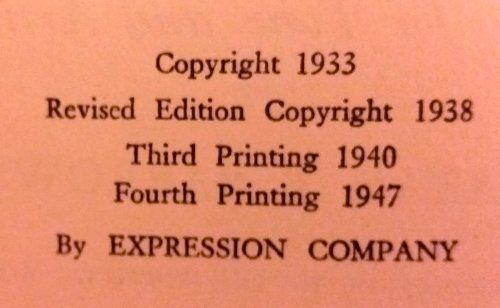 Copyright 1933
Revised Edition Copyright 1938
Third Printing 1940
Fourth Printing 1947
By EXPRESSION COMPANY